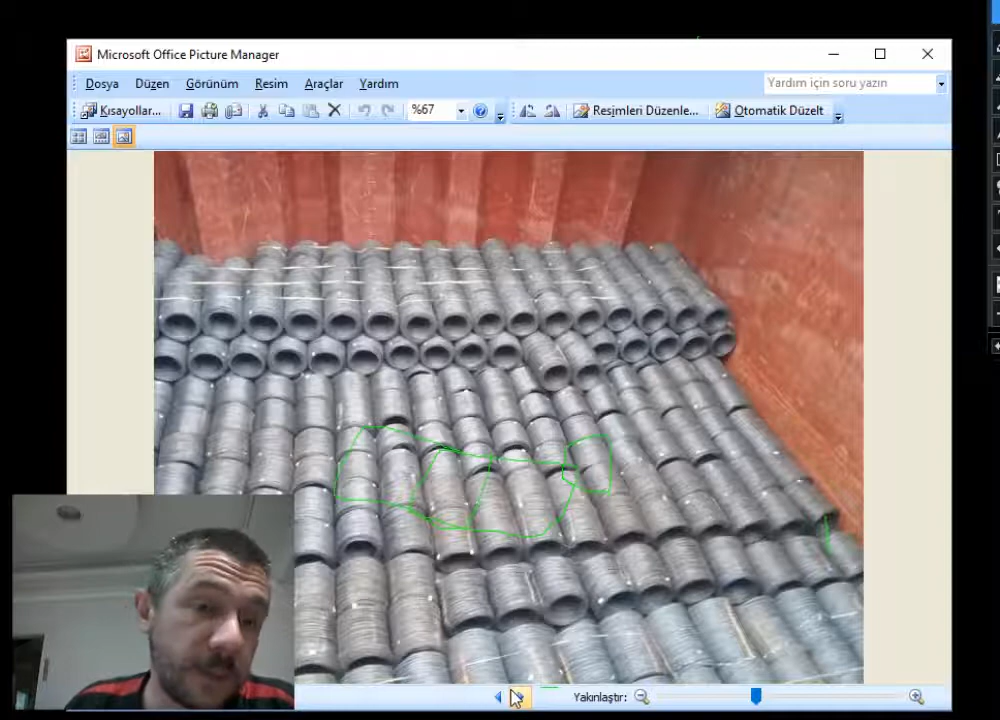 Microsoft Office Picture Manager
Dosya Düzen Görünüm Resim Araçlar Yardım
Yardım için soru yazın
Kısayollar... %67 Resimleri Düzenle... Otomatik Düzelt
Yakınlaştır: